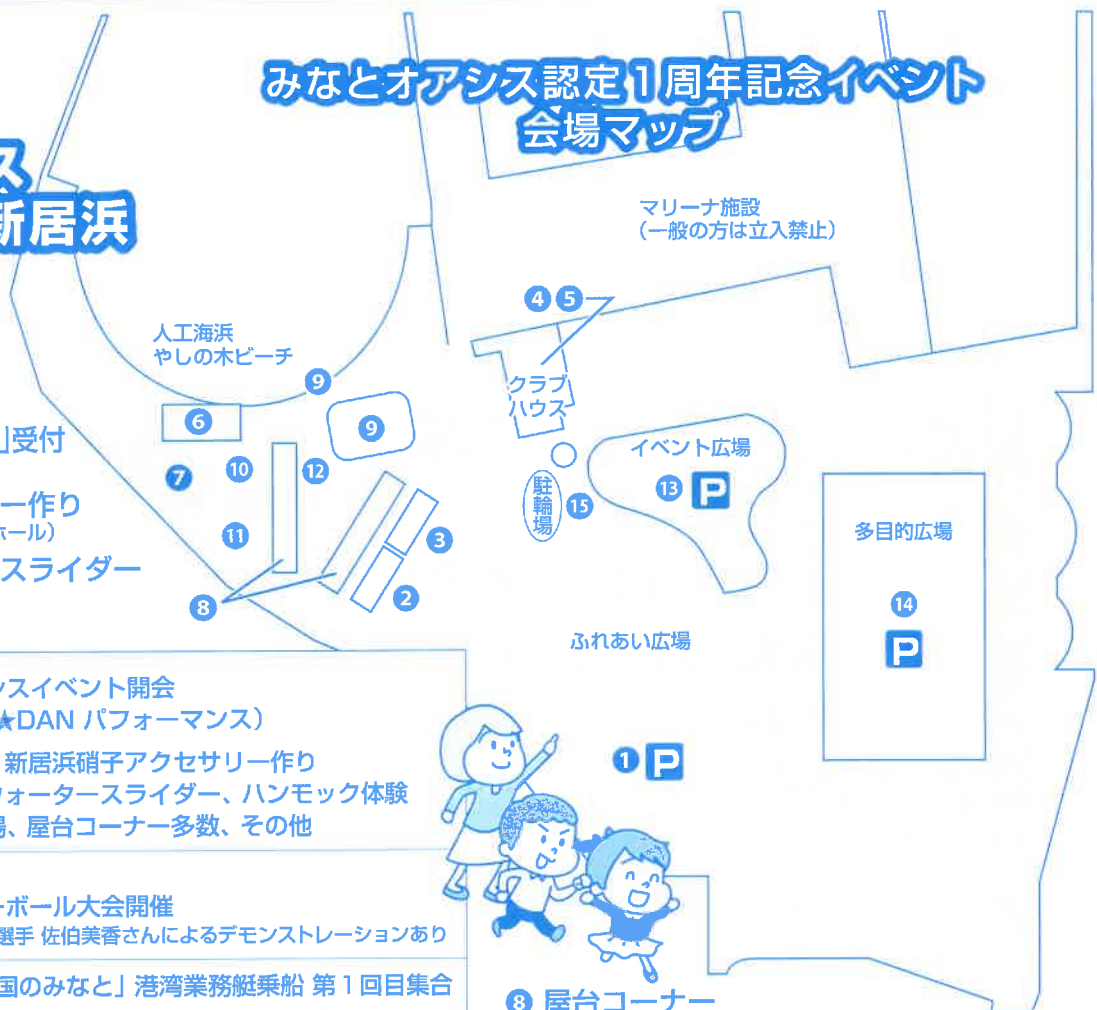 みなとオアシス認定1周年記念イベント
会場マップ
ス
新居浜
マリーナ施設
(一般の方は立入禁止)
④⑤
人工海浜
やしの木ビーチ
⑨
クラブ
ハウス
⑥
⑨
」受付
イベント広場
⑦
⑩
⑫
⑬ P
駐輪場
⑮
ー作り
ホール)
⑪
③
多目的広場
スライダー
⑧
②
⑭
P
ふれあい広場
シスイベント開会
★DAN パフォーマンス)
新居浜硝子アクセサリー作り
ウォータースライダー、ハンモック体験
場、屋台コーナー多数、その他
① P
ーボール大会開催
選手 佐伯美香さんによるデモンストレーションあり
国のみなと」港湾業務艇乗船 第1回目集合
⑧ 屋台コーナー